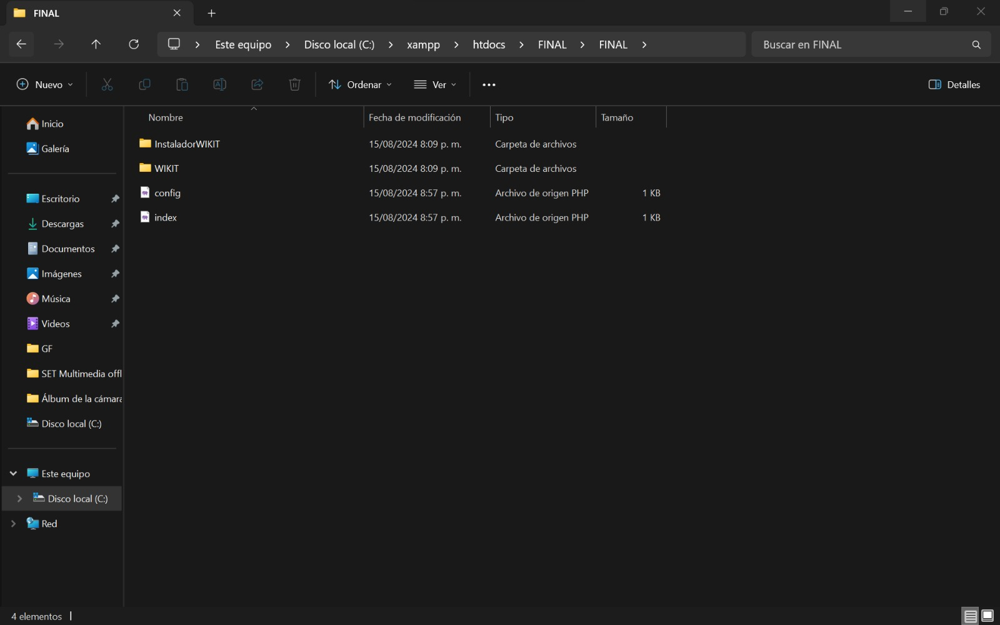 FINAL
Este equipo > Disco local (C:) > xampp > htdocs > FINAL > FINAL >
Buscar en FINAL
Nuevo
Ordenar
Ver
Detalles
Nombre Fecha de modificación Tipo Tamaño
InstaladorWIKIT 15/08/2024 8:09 p. m. Carpeta de archivos
WIKIT 15/08/2024 8:09 p. m. Carpeta de archivos
config 15/08/2024 8:57 p. m. Archivo de origen PHP 1 KB
index 15/08/2024 8:57 p. m. Archivo de origen PHP 1 KB
Inicio
Galería
Escritorio
Descargas
Documentos
Imágenes
Música
Videos
GF
SET Multimedia offl
Álbum de la cámara
Disco local (C:)
Este equipo
Disco local (C:)
Red
4 elementos